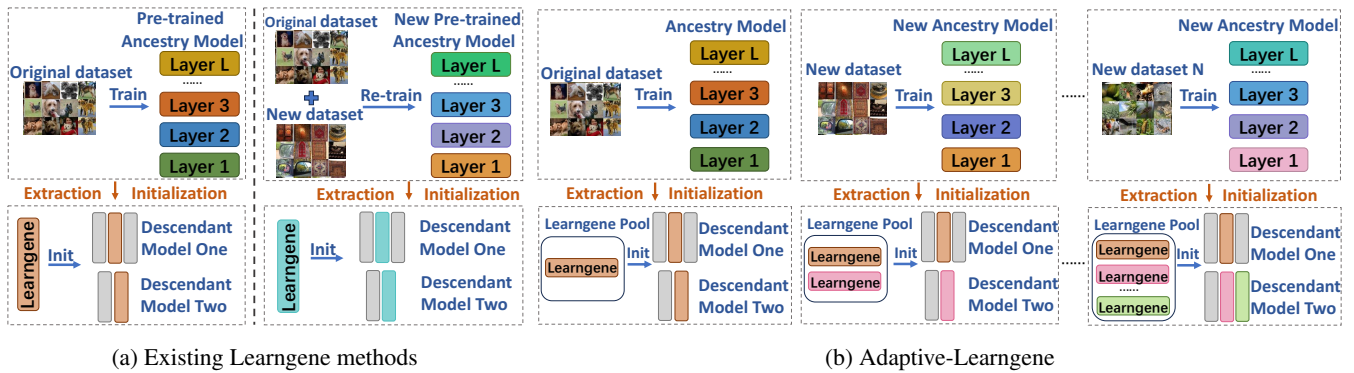 Pre-trained
Ancestry Model
Original dataset
Train
Layer L
......
Layer 3
Layer 2
Layer 1
Extraction
Initialization
Learngene
Init
Descendant
Model One
Descendant
Model Two
Original dataset
New dataset
Re-train
New Pre-trained
Ancestry Model
Layer L
......
Layer 3
Layer 2
Layer 1
Extraction
Initialization
Learngene
Init
Descendant
Model One
Descendant
Model Two
(a) Existing Learngene methods
Ancestry Model
Original dataset
Train
Layer L
......
Layer 3
Layer 2
Layer 1
Extraction
Initialization
Learngene Pool
Learngene
Init
Descendant
Model One
Descendant
Model Two
New Ancestry Model
New dataset
Train
Layer L
......
Layer 3
Layer 2
Layer 1
Extraction
Initialization
Learngene Pool
Learngene
Learngene
Init
Descendant
Model One
Descendant
Model Two
......
......
New Ancestry Model
New dataset N
Train
Layer L
......
Layer 3
Layer 2
Layer 1
Extraction
Initialization
Learngene Pool
Learngene
Learngene
......
Learngene
Init
Descendant
Model One
Descendant
Model Two
(b) Adaptive-Learngene